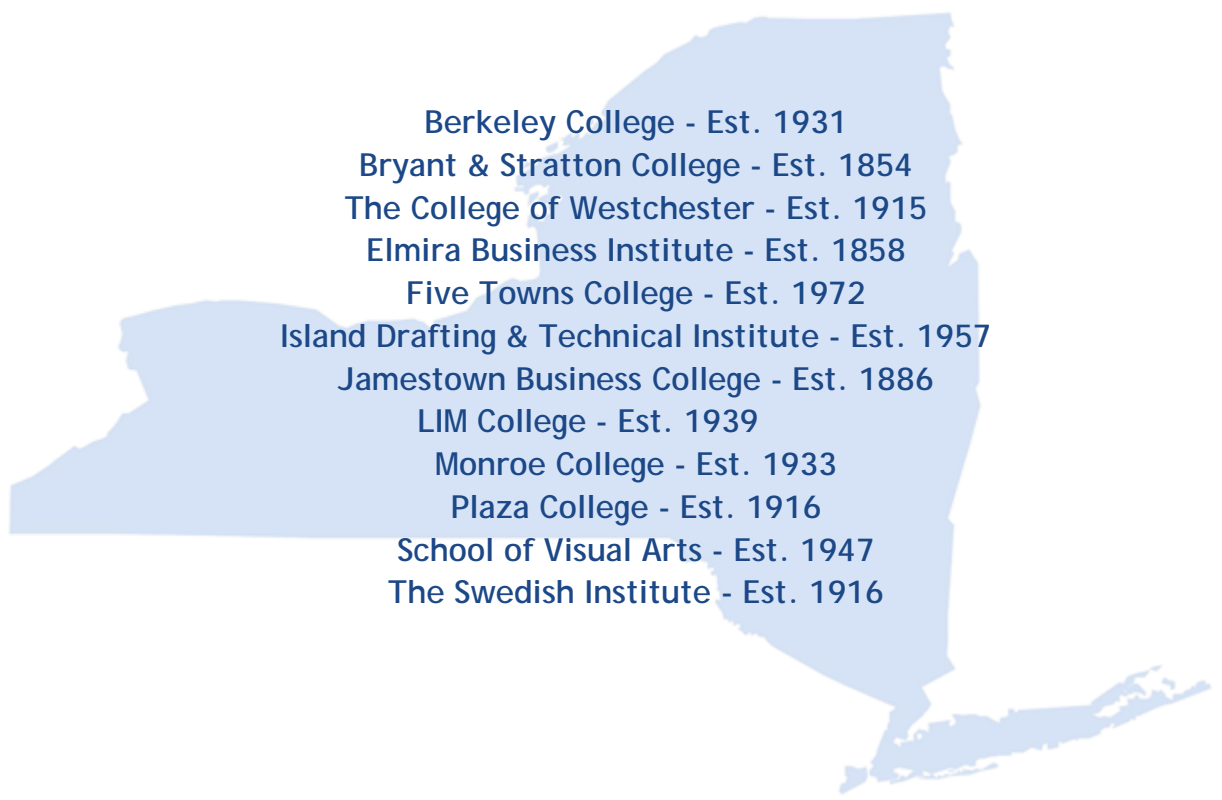 Berkeley College - Est. 1931
Bryant & Stratton College - Est. 1854
The College of Westchester - Est. 1915
Elmira Business Institute - Est. 1858
Five Towns College - Est. 1972
Island Drafting & Technical Institute - Est. 1957
Jamestown Business College - Est. 1886
LIM College - Est. 1939
Monroe College - Est. 1933
Plaza College - Est. 1916
School of Visual Arts - Est. 1947
The Swedish Institute - Est. 1916